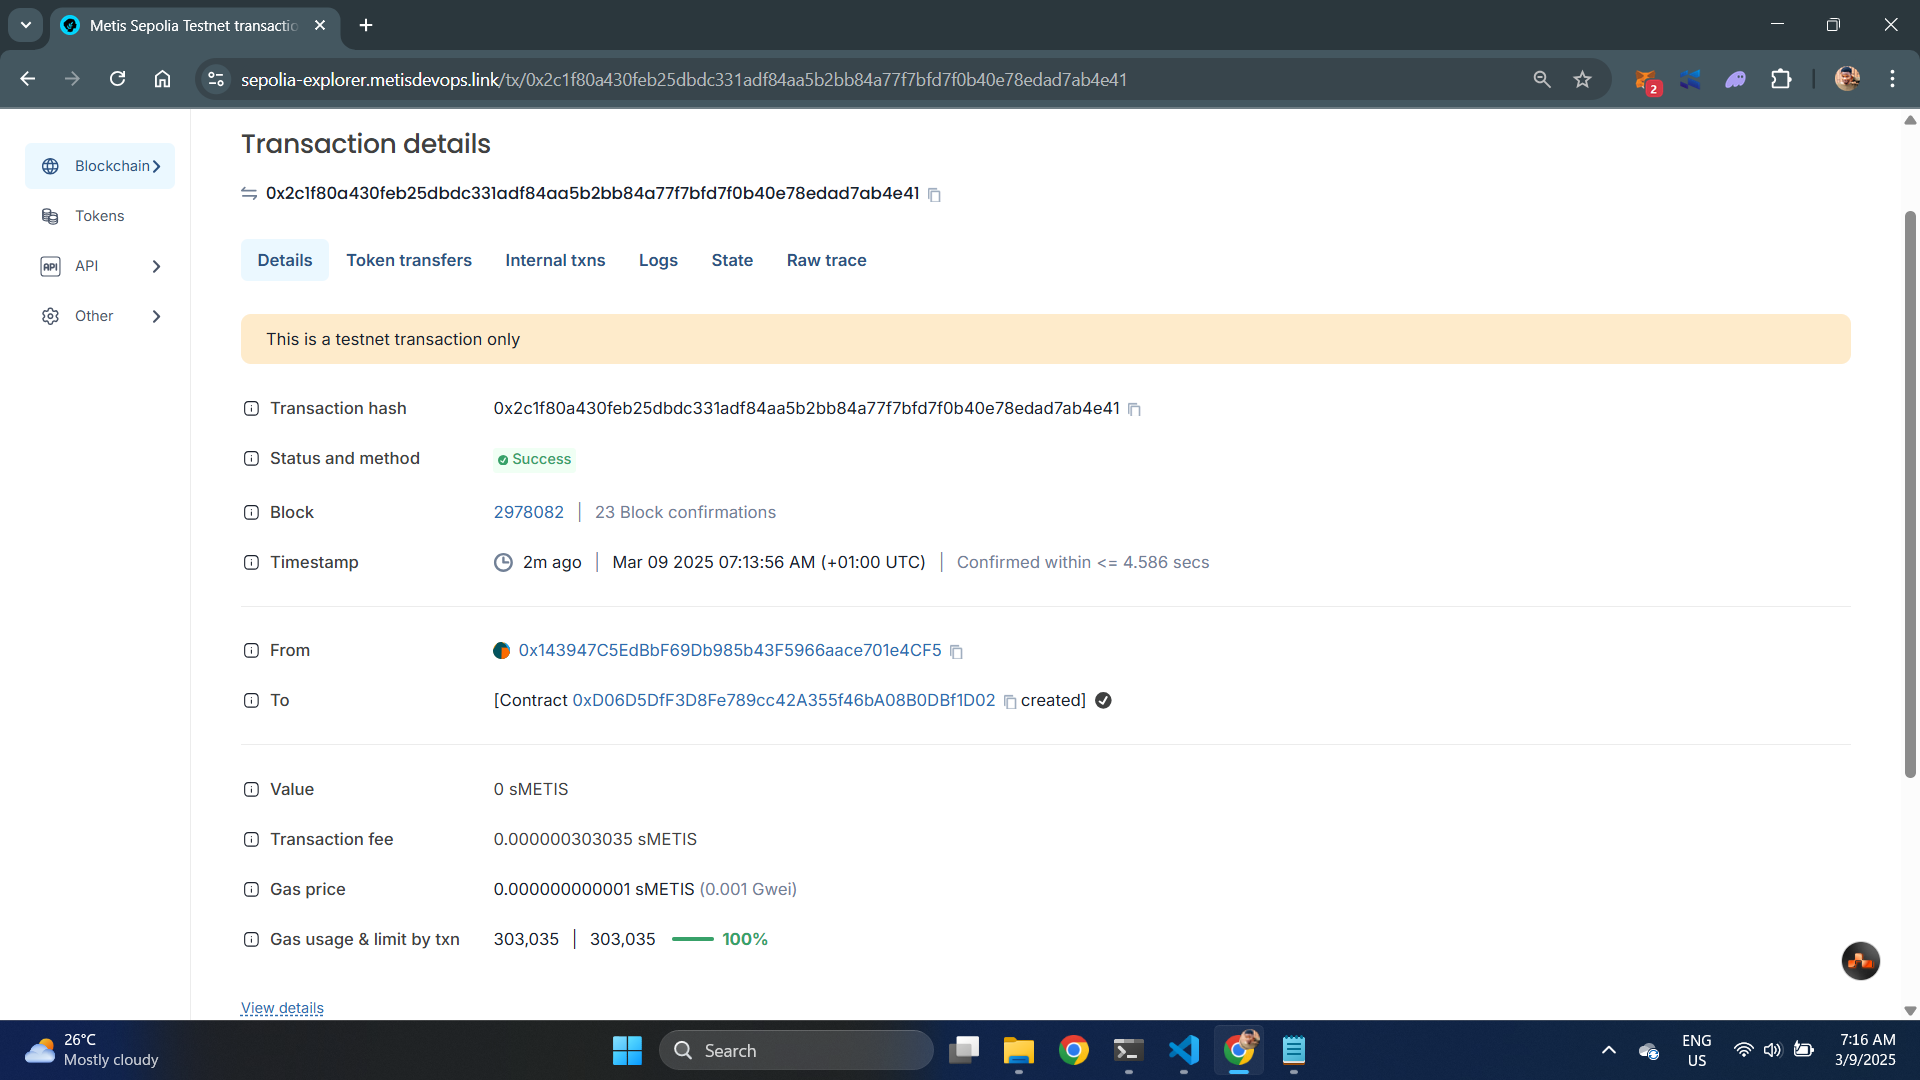 Metis Sepolia Testnet transactio
sepolia-explorer.metisdevops.link/tx/0x2c1f80a430feb25dbdc331adf84aa5b2bb84a77f7bfd7f0b40e78edad7ab4e41
2
Blockchain
Tokens
API
API
Other
Transaction details
0x2c1f80a430feb25dbdc331adf84aa5b2bb84a77f7bfd7f0b40e78edad7ab4e41
Details Token transfers Internal txns Logs State Raw trace
This is a testnet transaction only
Transaction hash 0x2c1f80a430feb25dbdc331adf84aa5b2bb84a77f7bfd7f0b40e78edad7ab4e41
Status and method Success
Block 2978082 | 23 Block confirmations
Timestamp 2m ago | Mar 09 2025 07:13:56 AM (+01:00 UTC) | Confirmed within <= 4.586 secs
From 0x143947C5EdBbF69Db985b43F5966aace701e4CF5
To [Contract 0xD06D5DfF3D8Fe789cc42A355f46bA08B0DBf1D02 created]
Value 0 sMETIS
Transaction fee 0.000000303035 sMETIS
Gas price 0.000000000001 sMETIS (0.001 Gwei)
Gas usage & limit by txn 303,035 | 303,035 100%
View details
26°C
Mostly cloudy
Search
ENG
US
7:16 AM
3/9/2025